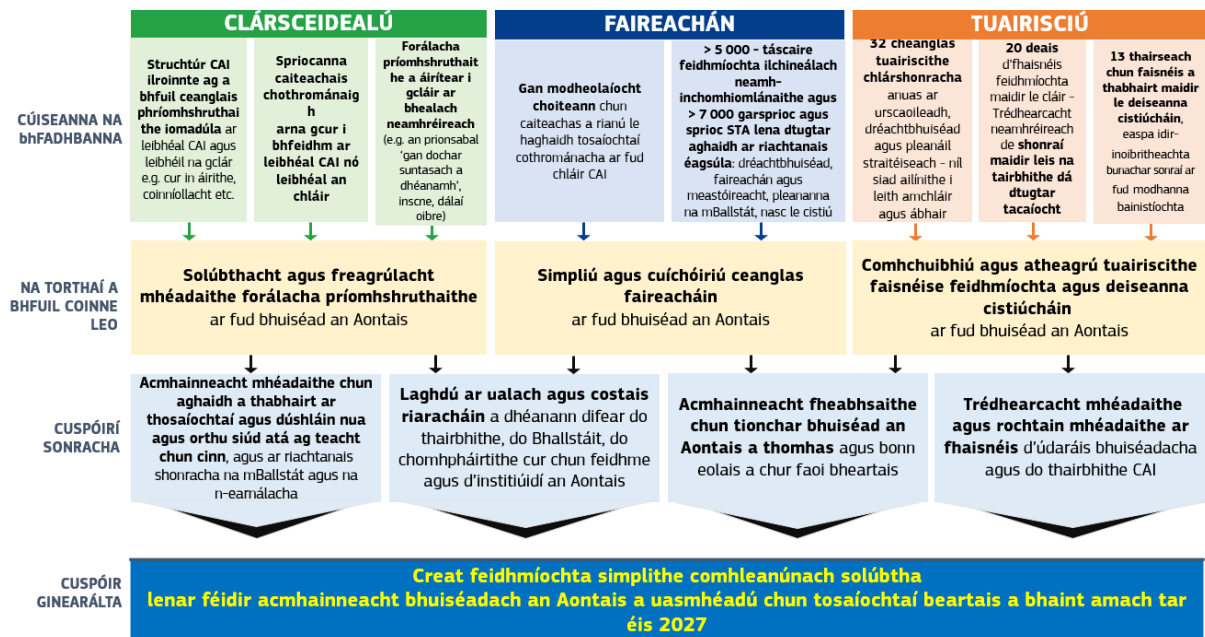 CLÁRSCEIDEALÚ
FAIREACHÁN
TUAIRISCIÚ
CÚISEANNA NA
bhFADHBANNA
Struchtúr CAI
ilroinnte ag a
bhfuil ceanglais
phríomhshruthai
the iomadúla ar
leibhéal CAI agus
leibhéil na gclár
e.g. cur in áirithe,
coinníollacht etc.
Spriocanna
caiteachais
chothrománaig
h
arna gcur i
bhfeidhm ar
leibhéal CAI nó
leibhéal an
chláir
Forálacha
príomhshruthait
he a áirítear i
gcláir ar
bhealach
neamhréireach
(e.g. an prionsabal
‘gan dochar
suntasach a
dhéanamh’,
inscne, dálaí
oibre)
Gan modheolaíocht
choiteann chun
caiteachas a rianú le
haghaidh tosaíochtaí
cothrománacha ar fud
chláir CAI
> 5 000 - táscaire
feidhmíochta ilchineálach
neamh-
inchomhiomlánaithe agus
> 7 000 garsprioc agus
sprioc STA lena dtugtar
aghaidh ar riachtanais
éagsúla: dréachtbhuiséad,
faireachán agus
meastóireacht, pleananna
na mBallstát, nasc le cistiú
32 cheanglas
tuairiscithe
chlárshonracha
anuas ar
urscaoileadh,
dréachtbhuiséad
agus pleanáil
straitéiseach - níl
siad ailínithe i
leith amchláir
agus ábhair
20 deais
d’fhaisnéis
feidhmíochta
maidir le cláir -
Trédhearcacht
neamhréireach
de shonraí
maidir leis na
tairbhithe dá
dtugtar
tacaíocht
13 thairseach
chun faisnéis a
thabhairt maidir
le deiseanna
cistiúcháin,
easpa idir-
inoibritheachta
bunachar sonraí ar
fud modhanna
bainistíochta
NA TORTHAÍ A
BHFUIL COINNE
LEO
Solúbthacht agus freagrúlacht
mhéadaithe forálacha príomhshruthaithe
ar fud bhuiséad an Aontais
Simpliú agus cuíchóiriú ceanglas
faireacháin
ar fud bhuiséad an Aontais
Comhchuibhiú agus atheagrú tuairiscithe
faisnéise feidhmíochta agus deiseanna
cistiúcháin
ar fud bhuiséad an Aontais
CUSPÓIRÍ
SONRACHA
Acmhainneacht mhéadaithe chun
aghaidh a thabhairt ar
thosaíochtaí agus dúshláin nua
agus orthu siúd atá ag teacht
chun cinn, agus ar riachtanais
shonracha na mBallstát agus na
n-earnálacha
Laghdú ar ualach agus costais
riaracháin a dhéanann difear do
thairbhithe, do Bhallstáit, do
chomhpháirtithe cur chun feidhme
agus d’institiúidí an Aontais
Acmhainneacht fheabhsaithe
chun tionchar bhuiséad an
Aontais a thomhas agus bonn
eolais a chur faoi bheartais
Trédhearcacht mhéadaithe
agus rochtain mhéadaithe ar
fhaisnéis d’údaráis bhuiséadacha
agus do thairbhithe CAI
CUSPÓIR
GINEARÁLTA
Creat feidhmíochta simplithe comhleanúnach solúbtha
lenar féidir acmhainneacht bhuiséadach an Aontais a uasmhéadú chun tosaíochtaí beartais a bhaint amach tar
éis 2027